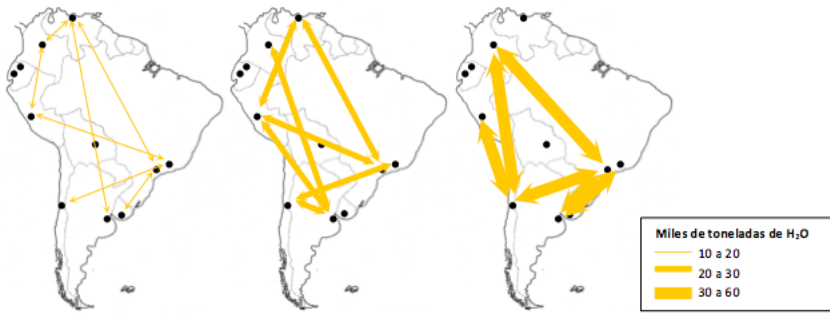 Miles de toneladas de H₂O
10 a 20
20 a 30
30 a 60